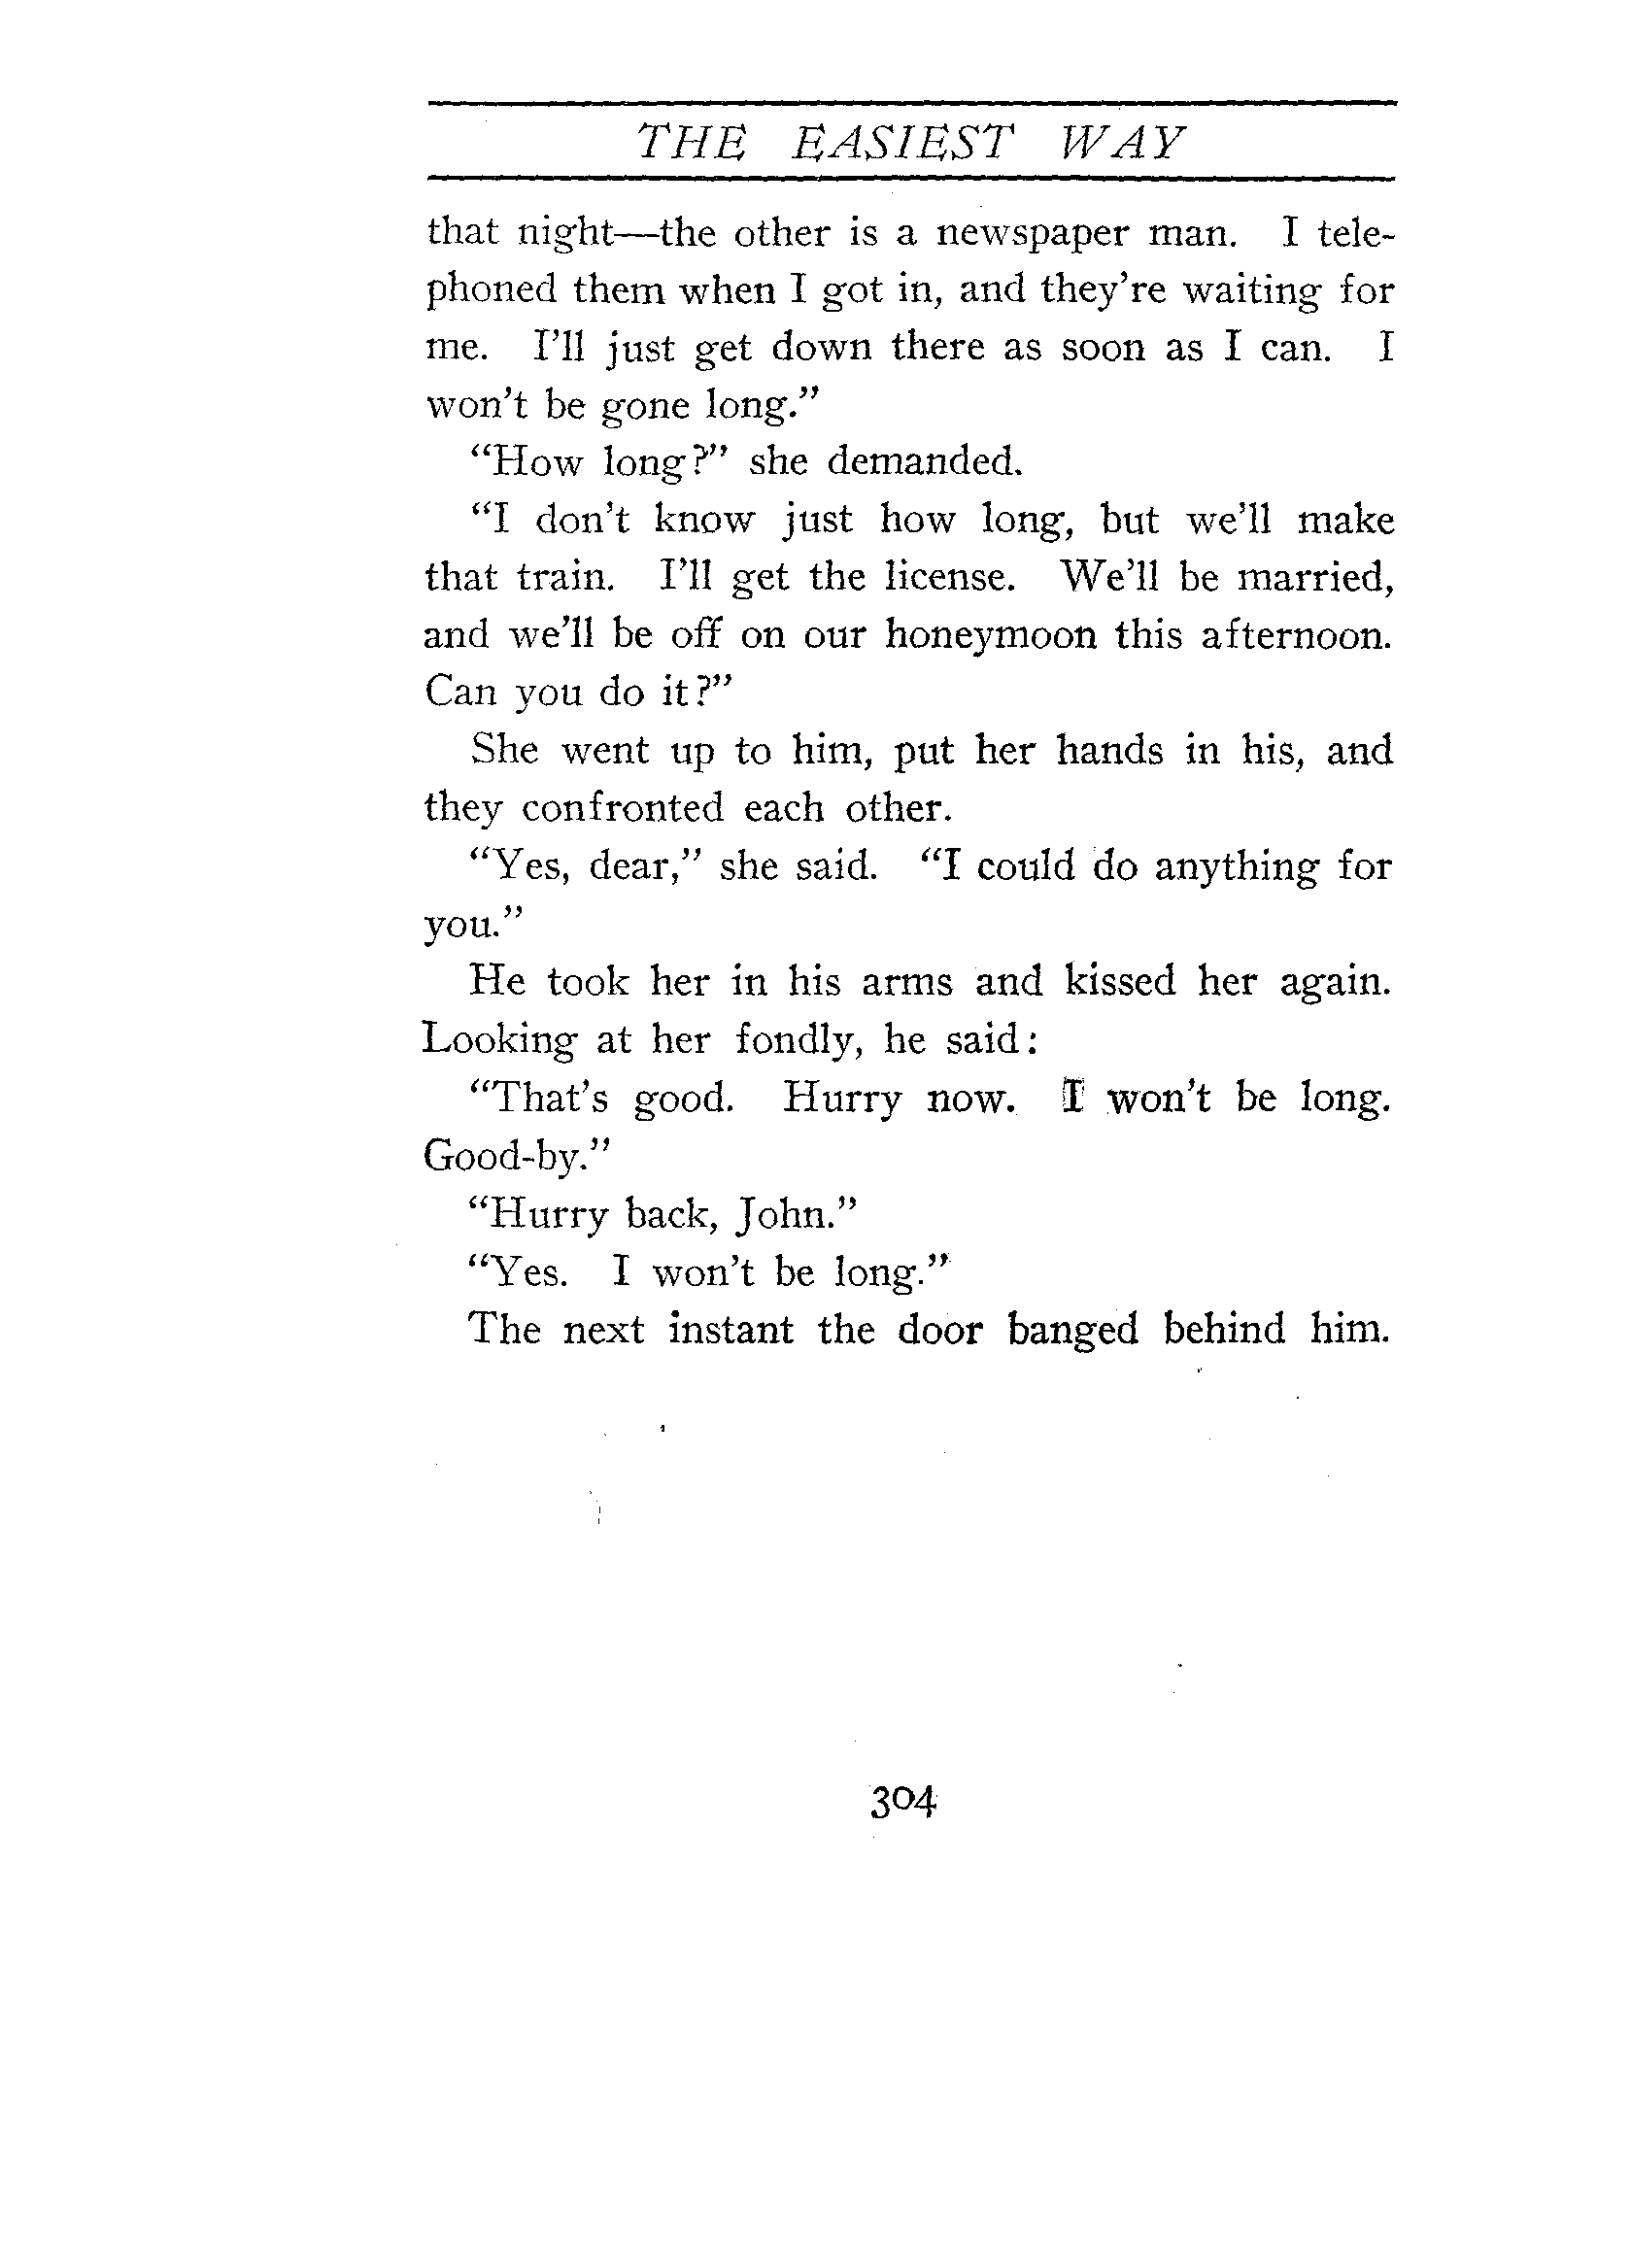 THE EASIEST WAY
that night—the other is a newspaper man. I tele-
phoned them when I got in, and they're waiting for
me. I'll just get down there as soon as I can. I
won't be gone long."
"How long?" she demanded.
"I don't know just how long, but we'll make
that train. I'll get the license. We'll be married,
and we'll be off on our honeymoon this afternoon.
Can you do it?"
She went up to him, put her hands in his, and
they confronted each other.
"Yes, dear," she said. "I could do anything for
you."
He took her in his arms and kissed her again.
Looking at her fondly, he said:
"That's good. Hurry now. I won't be long.
Good-by."
"Hurry back, John."
"Yes. I won't be long."
The next instant the door banged behind him.
304